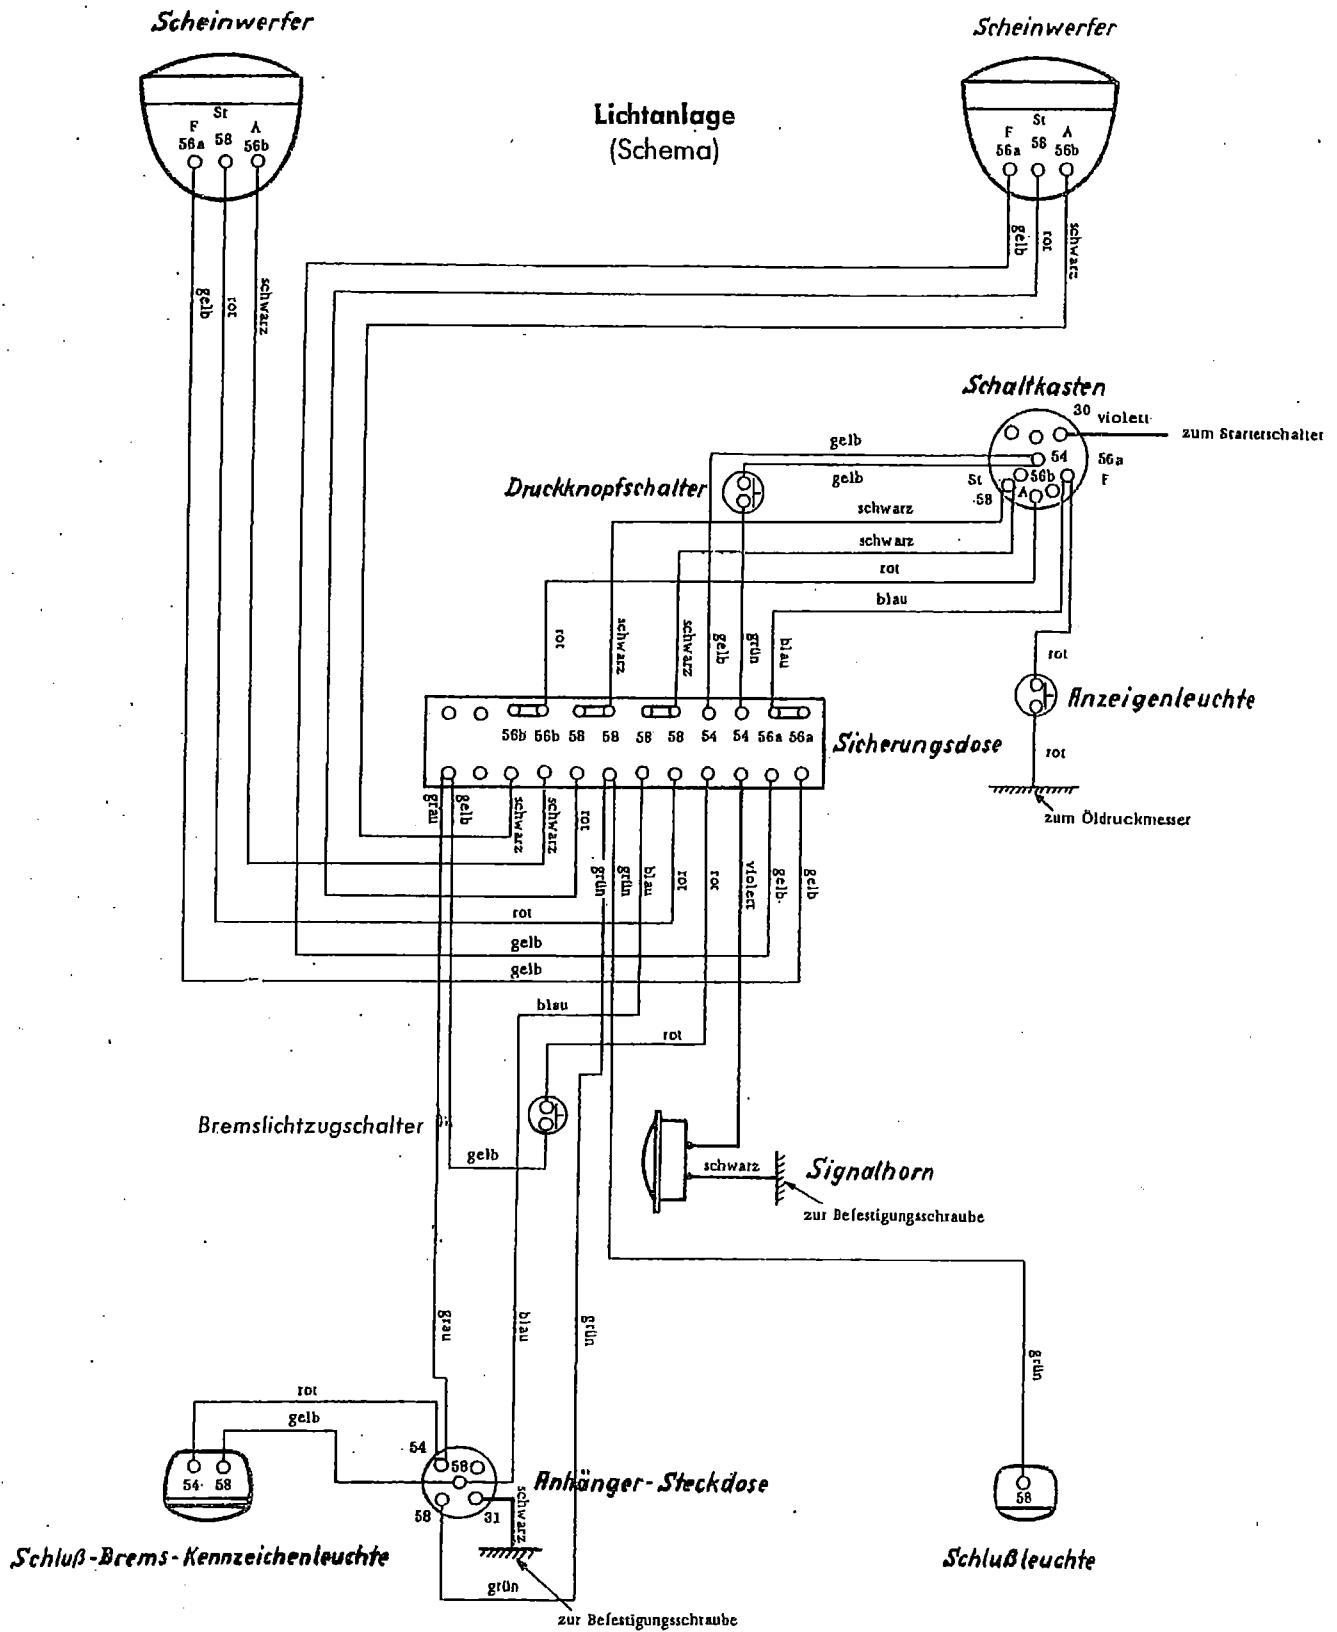 Scheinwerfer
Scheinwerfer
Lichtanlage
(Schema)
St
F 58 A
56a 56b
St
F 58 A
56a 56b
gelb
rot
schwarz
gelb
rot
schwarz
Schaltkasten
30 violett
zum Starterschalter
gelb
54
56a
gelb
Druckknopfschalter
St
56b
F
58
A
schwarz
schwarz
rot
blau
rot
schwarz
schwarz
gelb
grün
blau
rot
Anzeigenleuchte
56b 56b 58 58 58 58 54 54 56a 56a
Sicherungsdose
rot
zum Öldruckmesser
grau
gelb
schwarz
schwarz
rot
grün
grün
blau
rot
rot
violett
gelb
gelb
rot
gelb
gelb
blau
rot
Bremslichtzugschalter
gelb
schwarz
Signalhorn
zur Befestigungsschraube
grau
blau
grün
grün
rot
gelb
54
58
54 58
Anhänger-Steckdose
58
31
schwarz
58
Schluß-Brems-Kennzeichenleuchte
Schlußleuchte
grün
zur Befestigungsschraube